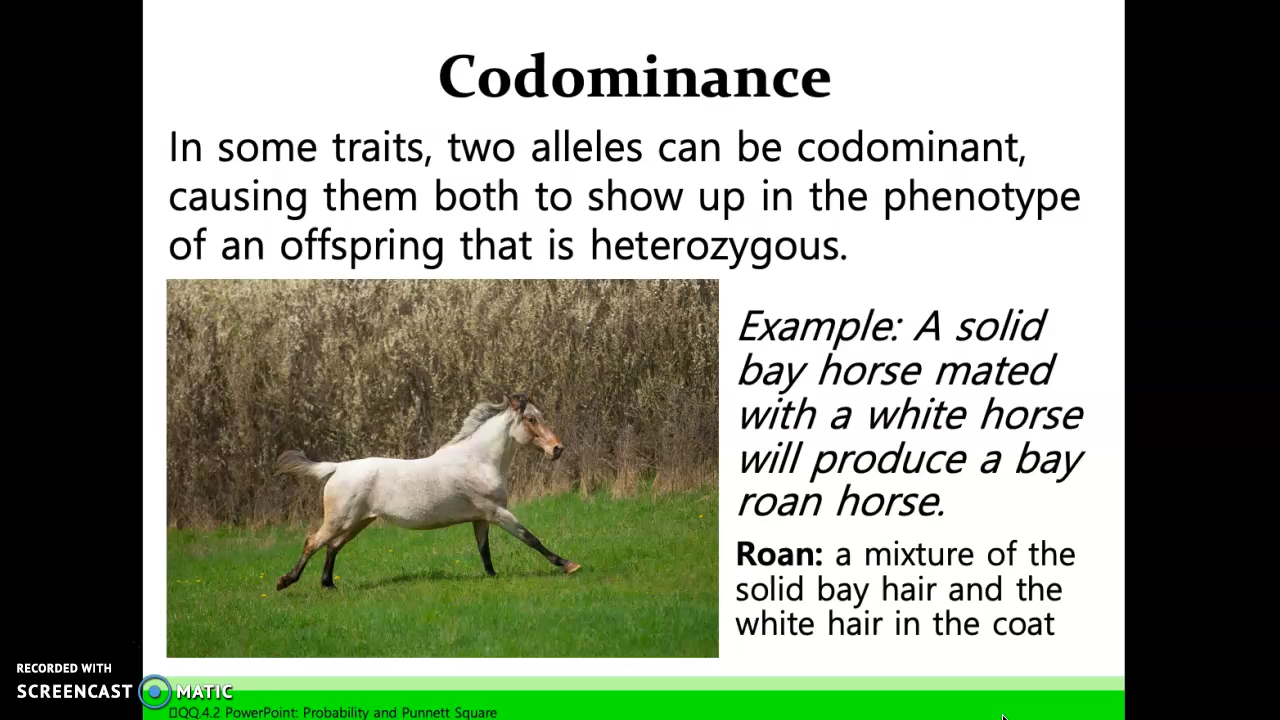 Codominance
In some traits, two alleles can be codominant,
causing them both to show up in the phenotype
of an offspring that is heterozygous.
Example: A solid
bay horse mated
with a white horse
will produce a bay
roan horse.
Roan: a mixture of the
solid bay hair and the
white hair in the coat
RECORDED WITH
SCREENCAST MATIC
QQ.4.2 PowerPoint: Probability and Punnett Square